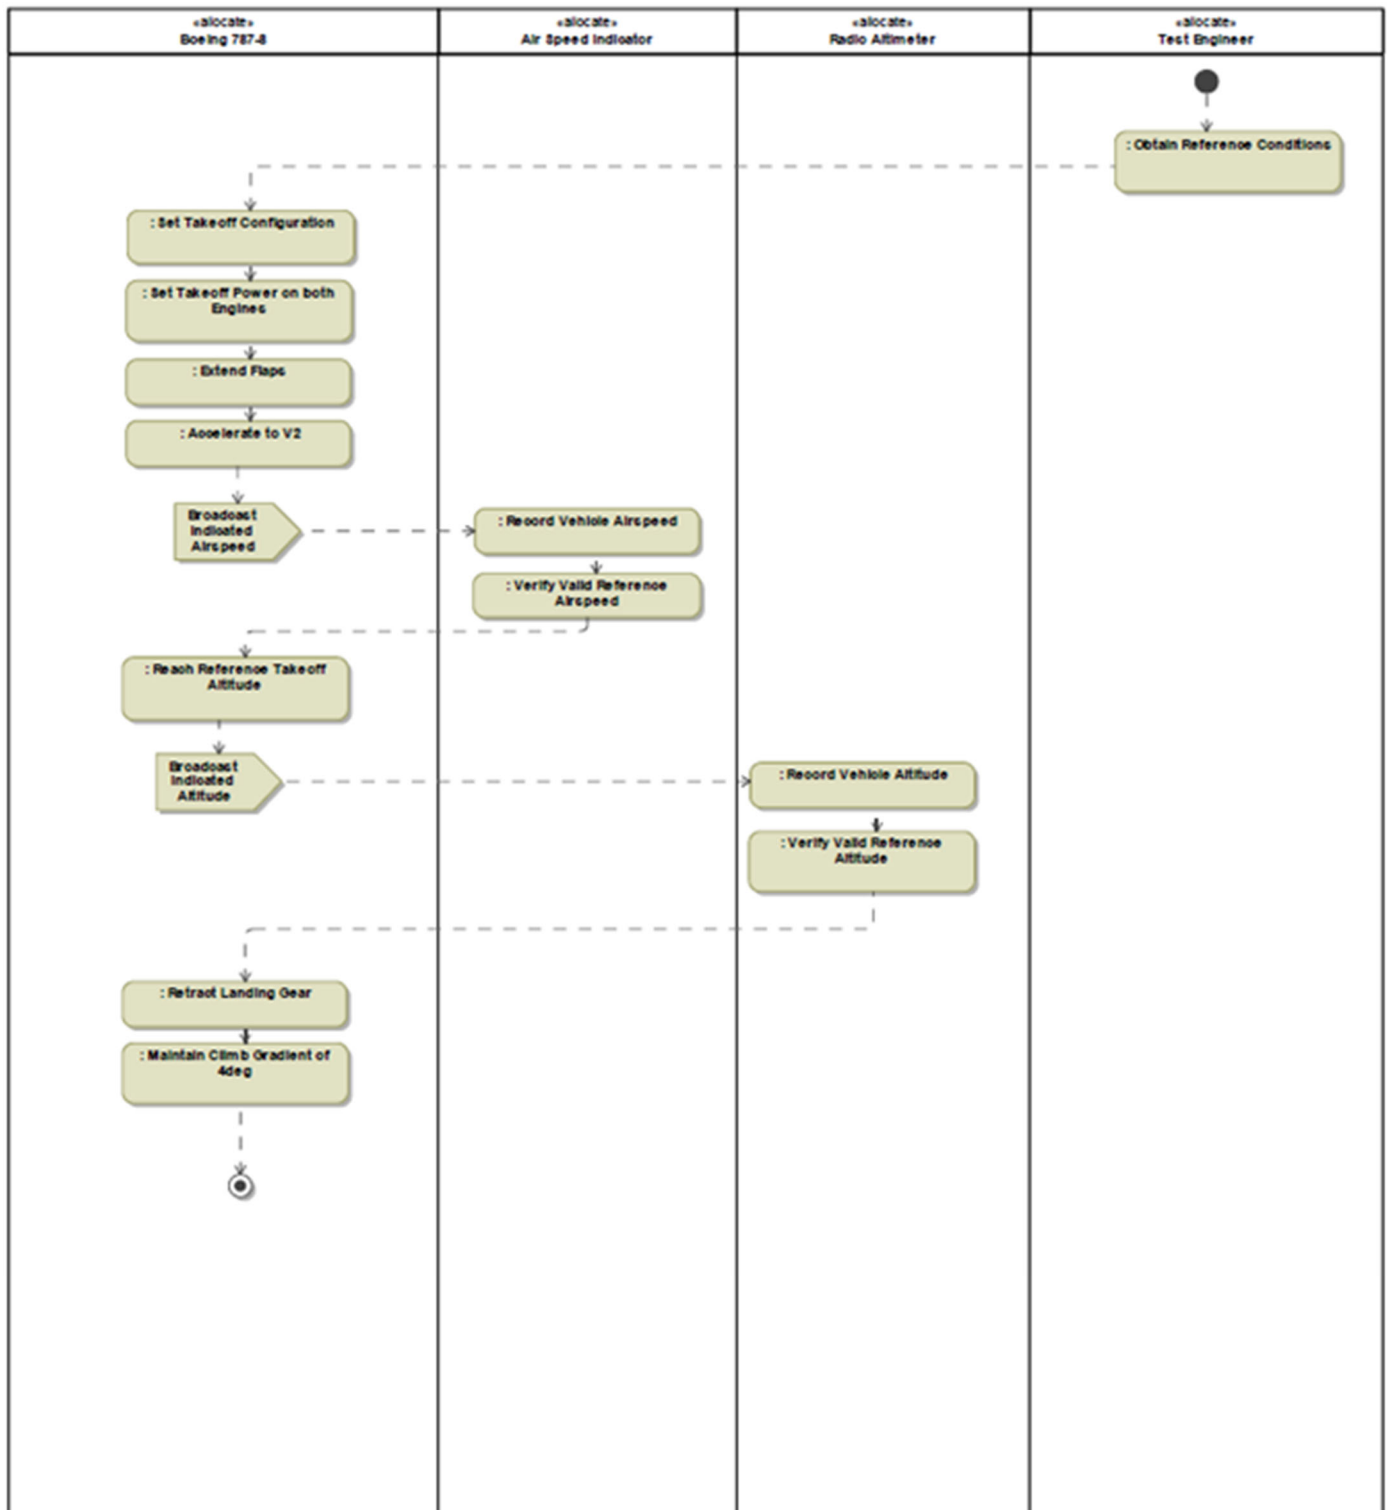 «allocate»
Boeing 787-8
«allocate»
Air Speed Indicator
«allocate»
Radio Altimeter
«allocate»
Test Engineer
: Obtain Reference Conditions
: Set Takeoff Configuration
: Set Takeoff Power on both
Engines
: Extend Flaps
: Accelerate to V2
Broadcast
Indicated
Airspeed
: Record Vehicle Airspeed
: Verify Valid Reference
Airspeed
: Reach Reference Takeoff
Altitude
Broadcast
Indicated
Altitude
: Record Vehicle Altitude
: Verify Valid Reference
Altitude
: Retract Landing Gear
: Maintain Climb Gradient of
4deg